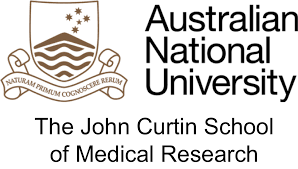 Australian
National
University
NATURAM PRIMUM COGNOSCERE RERUM
The John Curtin School
of Medical Research